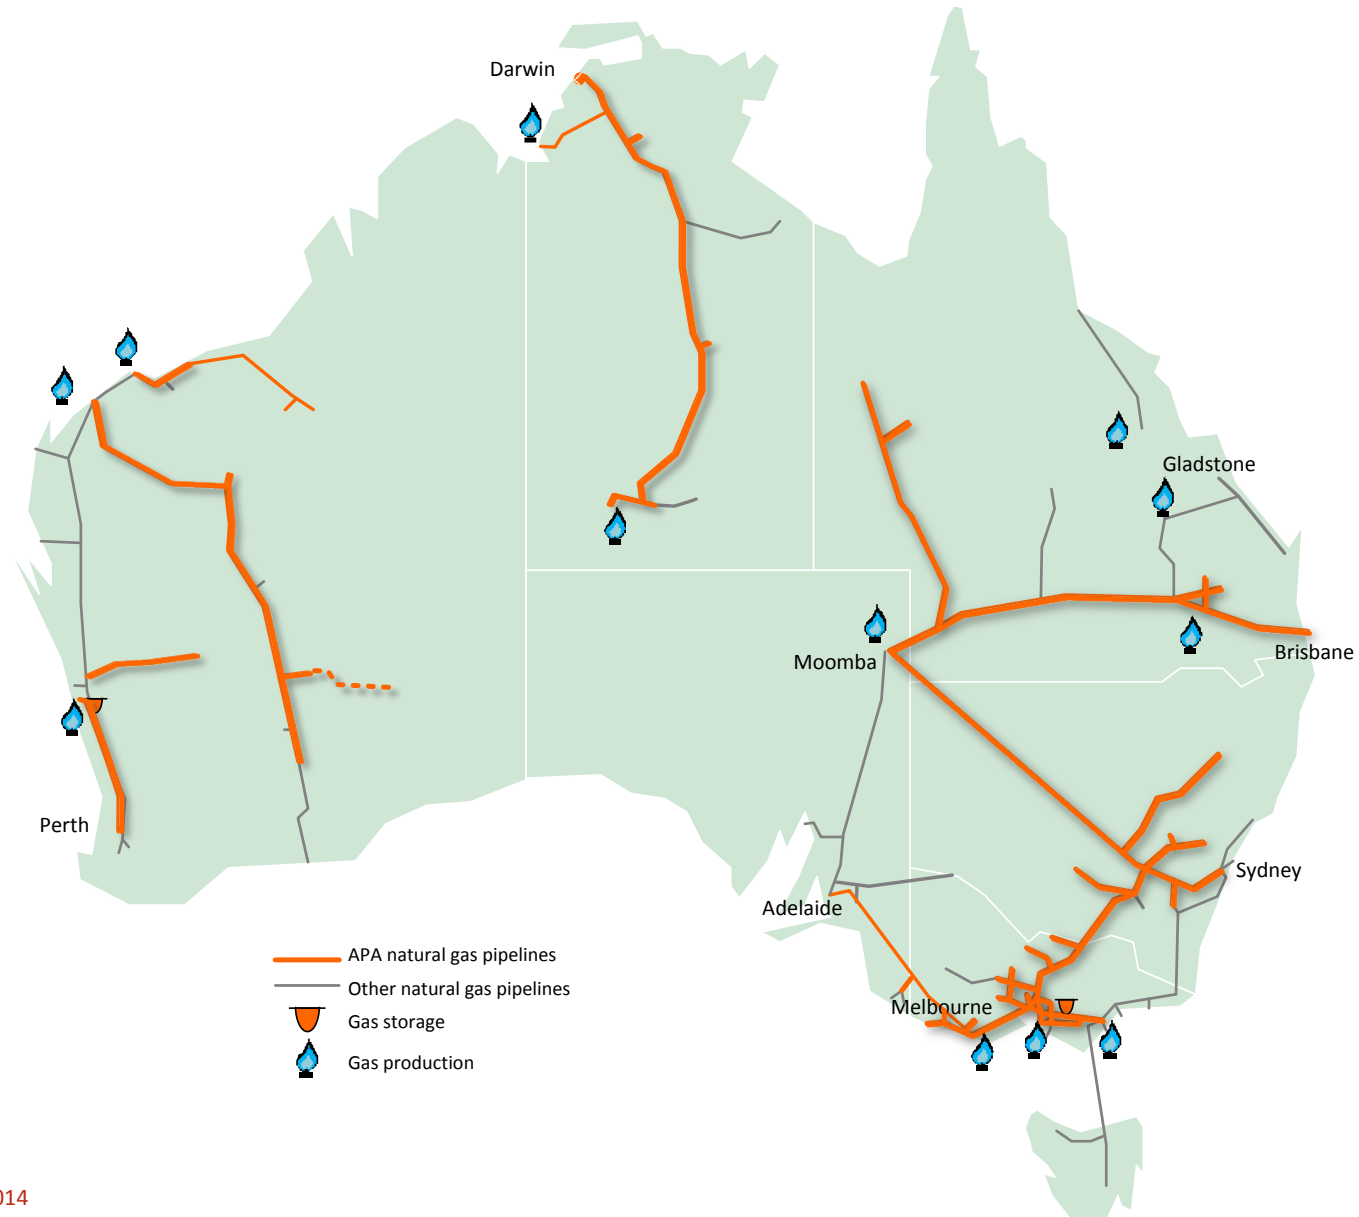 Darwin
Gladstone
Moomba
Brisbane
Perth
Sydney
Adelaide
APA natural gas pipelines
Other natural gas pipelines
Melbourne
Gas storage
Gas production
014